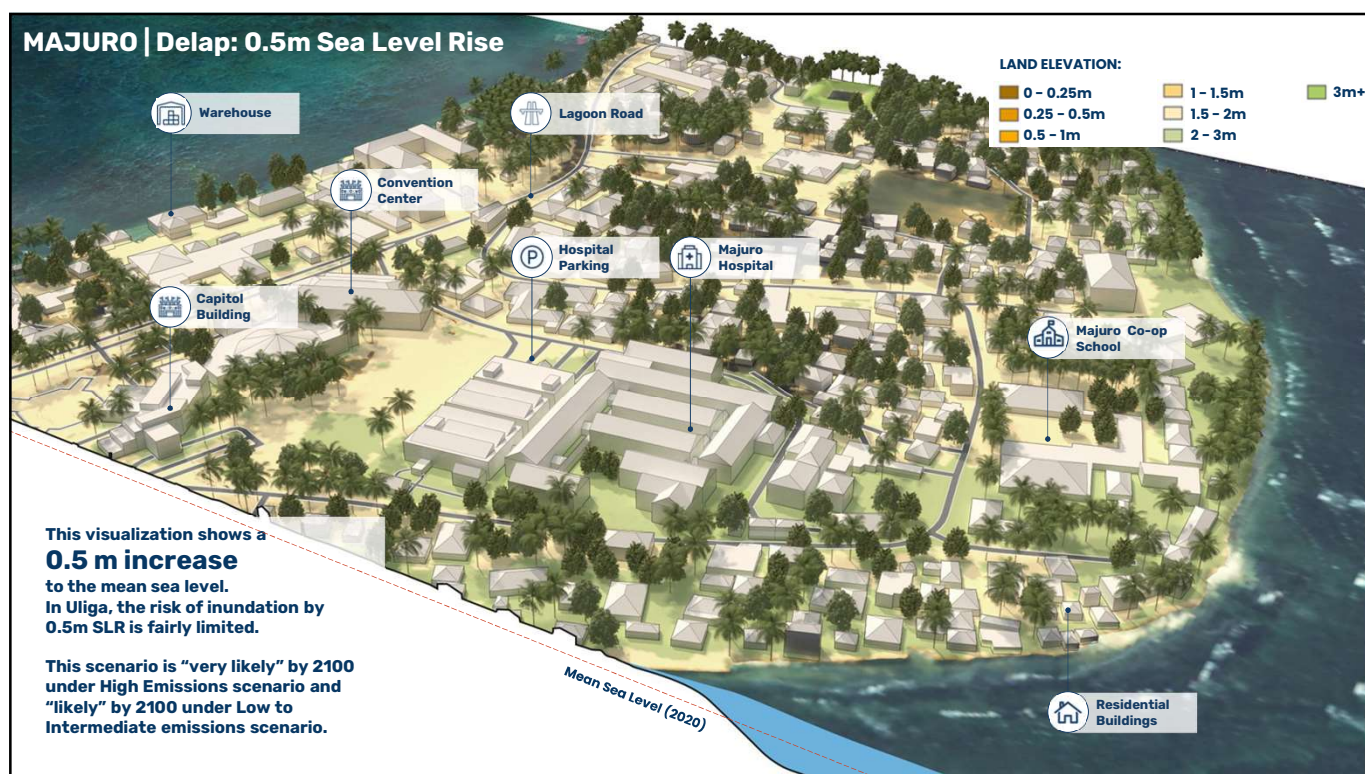 MAJURO | Delap: 0.5m Sea Level Rise
LAND ELEVATION:
0 - 0.25m
0.25 - 0.5m
0.5 - 1m
1 - 1.5m
1.5 - 2m
2 - 3m
3m+
Warehouse
Lagoon Road
Convention
Center
Hospital
Parking
Majuro
Hospital
Capitol
Building
Majuro Co-op
School
This visualization shows a
0.5 m increase
to the mean sea level.
In Uliga, the risk of inundation by
0.5m SLR is fairly limited.
This scenario is “very likely” by 2100
under High Emissions scenario and
“likely” by 2100 under Low to
Intermediate emissions scenario.
Mean Sea Level (2020)
Residential
Buildings
P